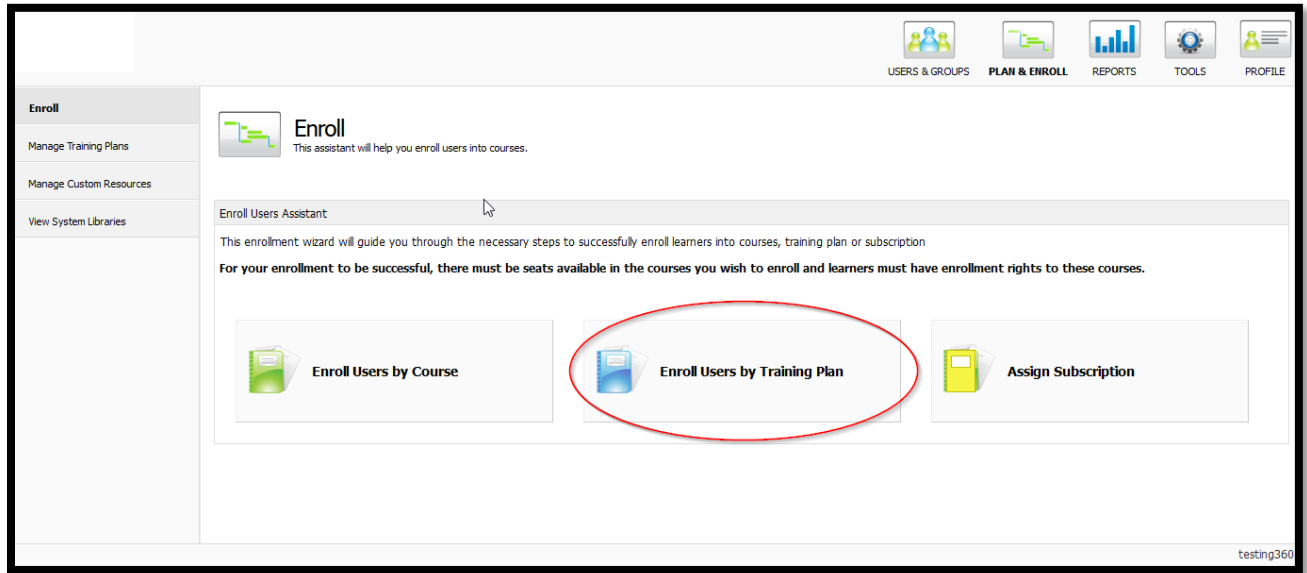 USERS & GROUPS
PLAN & ENROLL
REPORTS
TOOLS
PROFILE
Enroll
Manage Training Plans
Manage Custom Resources
View System Libraries
Enroll
This assistant will help you enroll users into courses.
Enroll Users Assistant
This enrollment wizard will guide you through the necessary steps to successfully enroll learners into courses, training plan or subscription
For your enrollment to be successful, there must be seats available in the courses you wish to enroll and learners must have enrollment rights to these courses.
Enroll Users by Course
Enroll Users by Training Plan
Assign Subscription
testing360